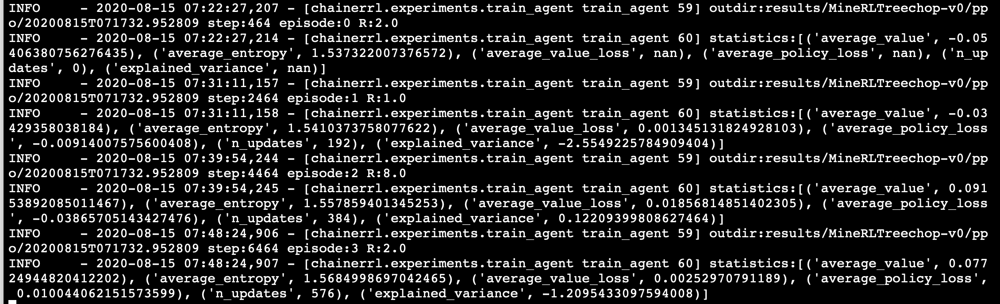 INFO     - 2020-08-15 07:22:27,207 - [chainerrl.experiments.train_agent train_agent 59] outdir:results/MineRLTreechop-v0/pp
o/20200815T071732.952809 step:464 episode:0 R:2.0
INFO     - 2020-08-15 07:22:27,214 - [chainerrl.experiments.train_agent train_agent 60] statistics:[('average_value', -0.05
406380756276435), ('average_entropy', 1.537322007376572), ('average_value_loss', nan), ('average_policy_loss', nan), ('n_up
dates', 0), ('explained_variance', nan)]
INFO     - 2020-08-15 07:31:11,157 - [chainerrl.experiments.train_agent train_agent 59] outdir:results/MineRLTreechop-v0/pp
o/20200815T071732.952809 step:2464 episode:1 R:1.0
INFO     - 2020-08-15 07:31:11,158 - [chainerrl.experiments.train_agent train_agent 60] statistics:[('average_value', -0.03
429358038184), ('average_entropy', 1.5410373758077622), ('average_value_loss', 0.001345131824928103), ('average_policy_loss
', -0.00914007575600408), ('n_updates', 192), ('explained_variance', -2.5549225784909404)]
INFO     - 2020-08-15 07:39:54,244 - [chainerrl.experiments.train_agent train_agent 59] outdir:results/MineRLTreechop-v0/pp
o/20200815T071732.952809 step:4464 episode:2 R:8.0
INFO     - 2020-08-15 07:39:54,245 - [chainerrl.experiments.train_agent train_agent 60] statistics:[('average_value', 0.091
53892085011467), ('average_entropy', 1.557859401345253), ('average_value_loss', 0.01856814851402305), ('average_policy_loss
', -0.03865705143427476), ('n_updates', 384), ('explained_variance', 0.12209399808627464)]
INFO     - 2020-08-15 07:48:24,906 - [chainerrl.experiments.train_agent train_agent 59] outdir:results/MineRLTreechop-v0/pp
o/20200815T071732.952809 step:6464 episode:3 R:2.0
INFO     - 2020-08-15 07:48:24,907 - [chainerrl.experiments.train_agent train_agent 60] statistics:[('average_value', 0.077
24944820412202), ('average_entropy', 1.5684998697042465), ('average_value_loss', 0.00252970791189), ('average_policy_loss',
 0.010044062151573599), ('n_updates', 576), ('explained_variance', -1.2095433097594008)]